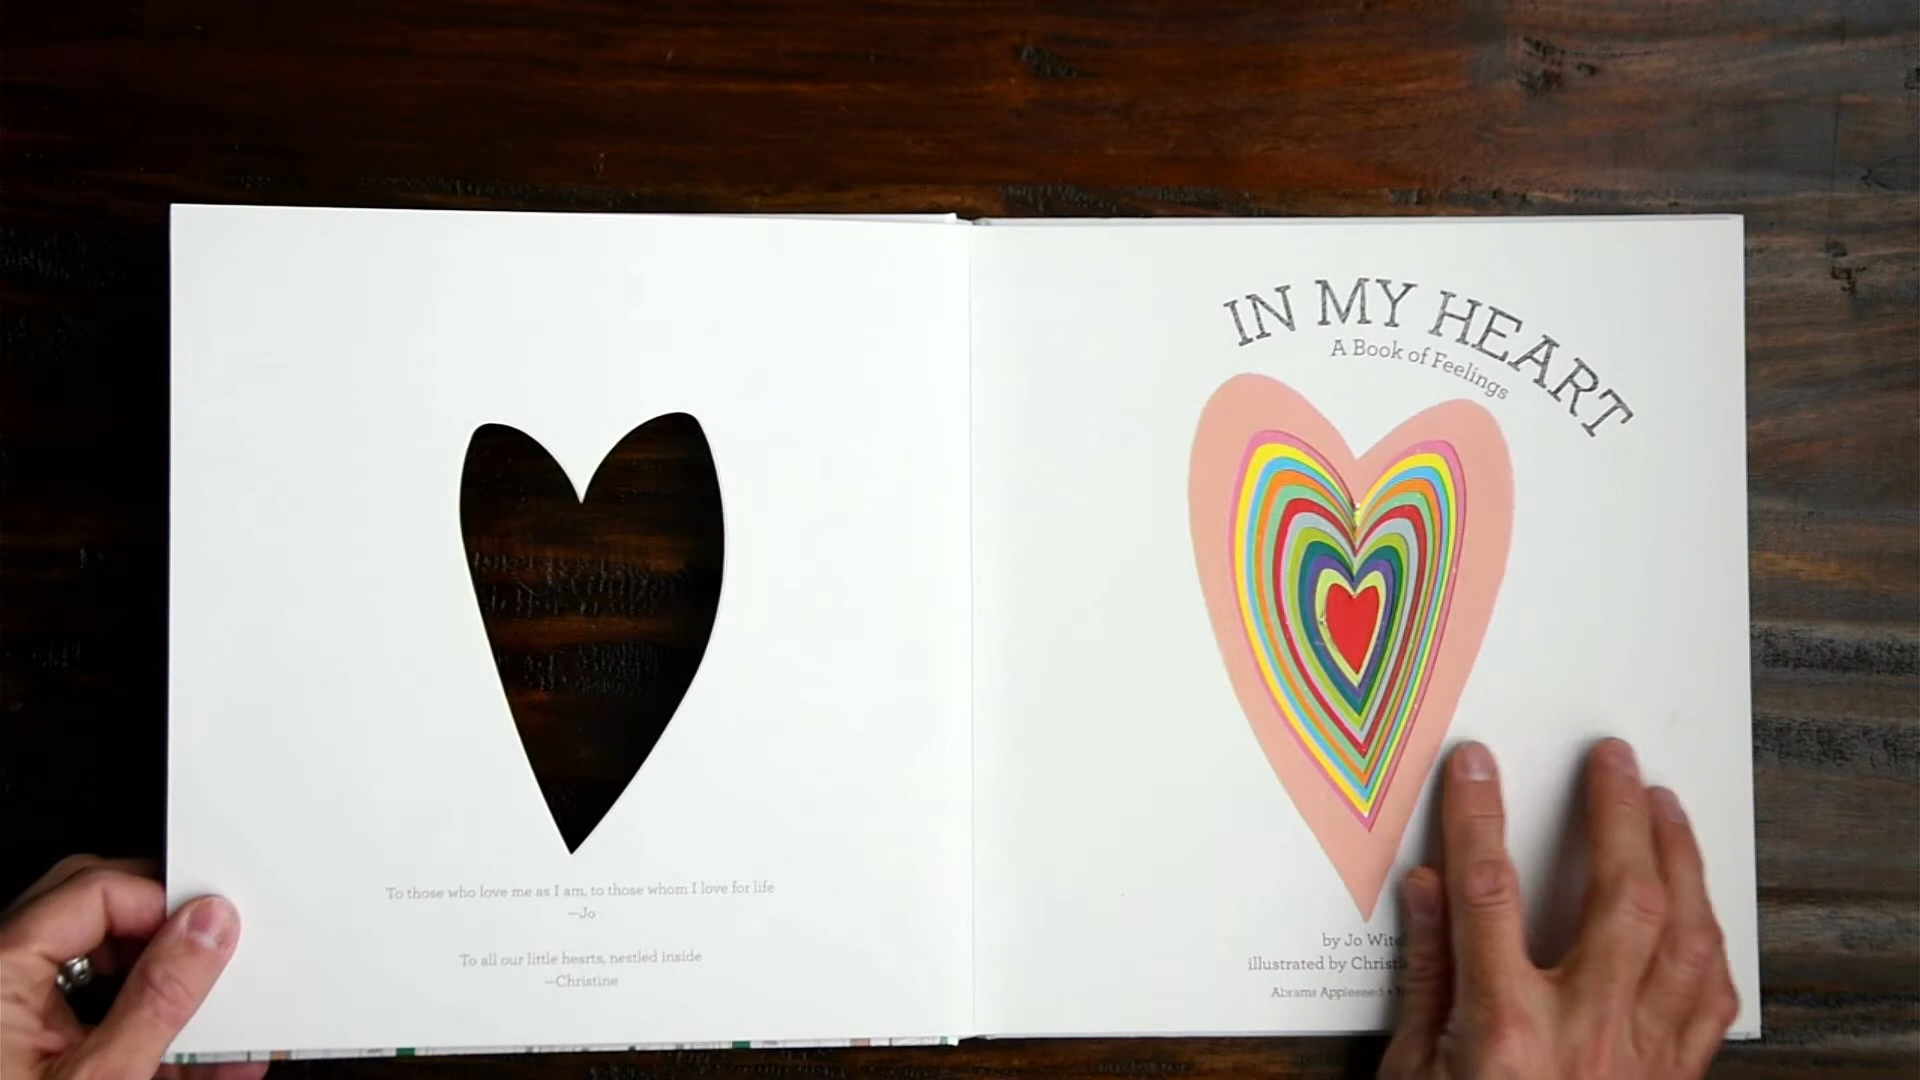 To those who love me as I am, to those whom I love for life
—Jo
To all our little hearts, nestled inside
—Christine
IN MY HEART
A Book of Feelings
by Jo
illustrated by
Abrams Appleseed •